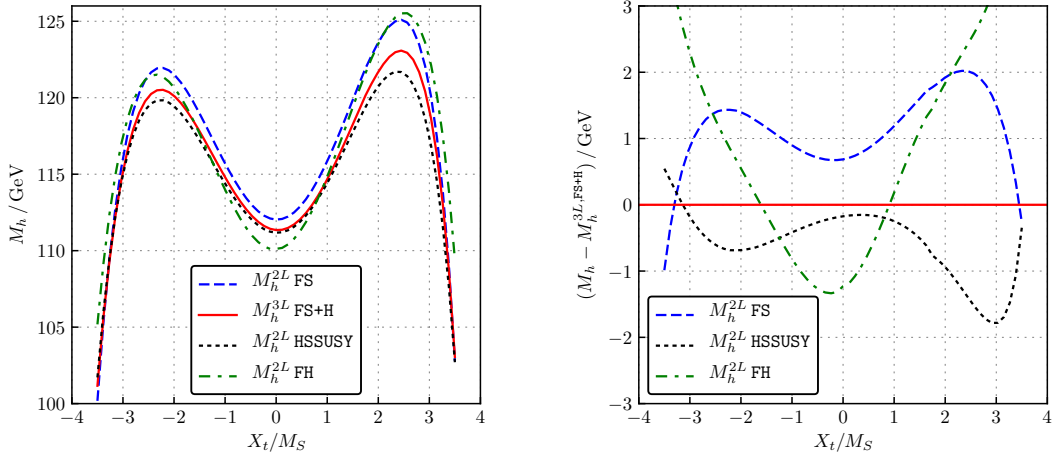 125
120
115
110
105
100
−4
−3
−2
−1
0
1
2
3
4
M_h / GeV
X_t/M_S
M_h^{2L} FS
M_h^{3L} FS+H
M_h^{2L} HSSUSY
M_h^{2L} FH
3
2
1
0
−1
−2
−3
−4
−3
−2
−1
0
1
2
3
4
(M_h − M_h^{3L,FS+H}) / GeV
X_t/M_S
M_h^{2L} FS
M_h^{2L} HSSUSY
M_h^{2L} FH